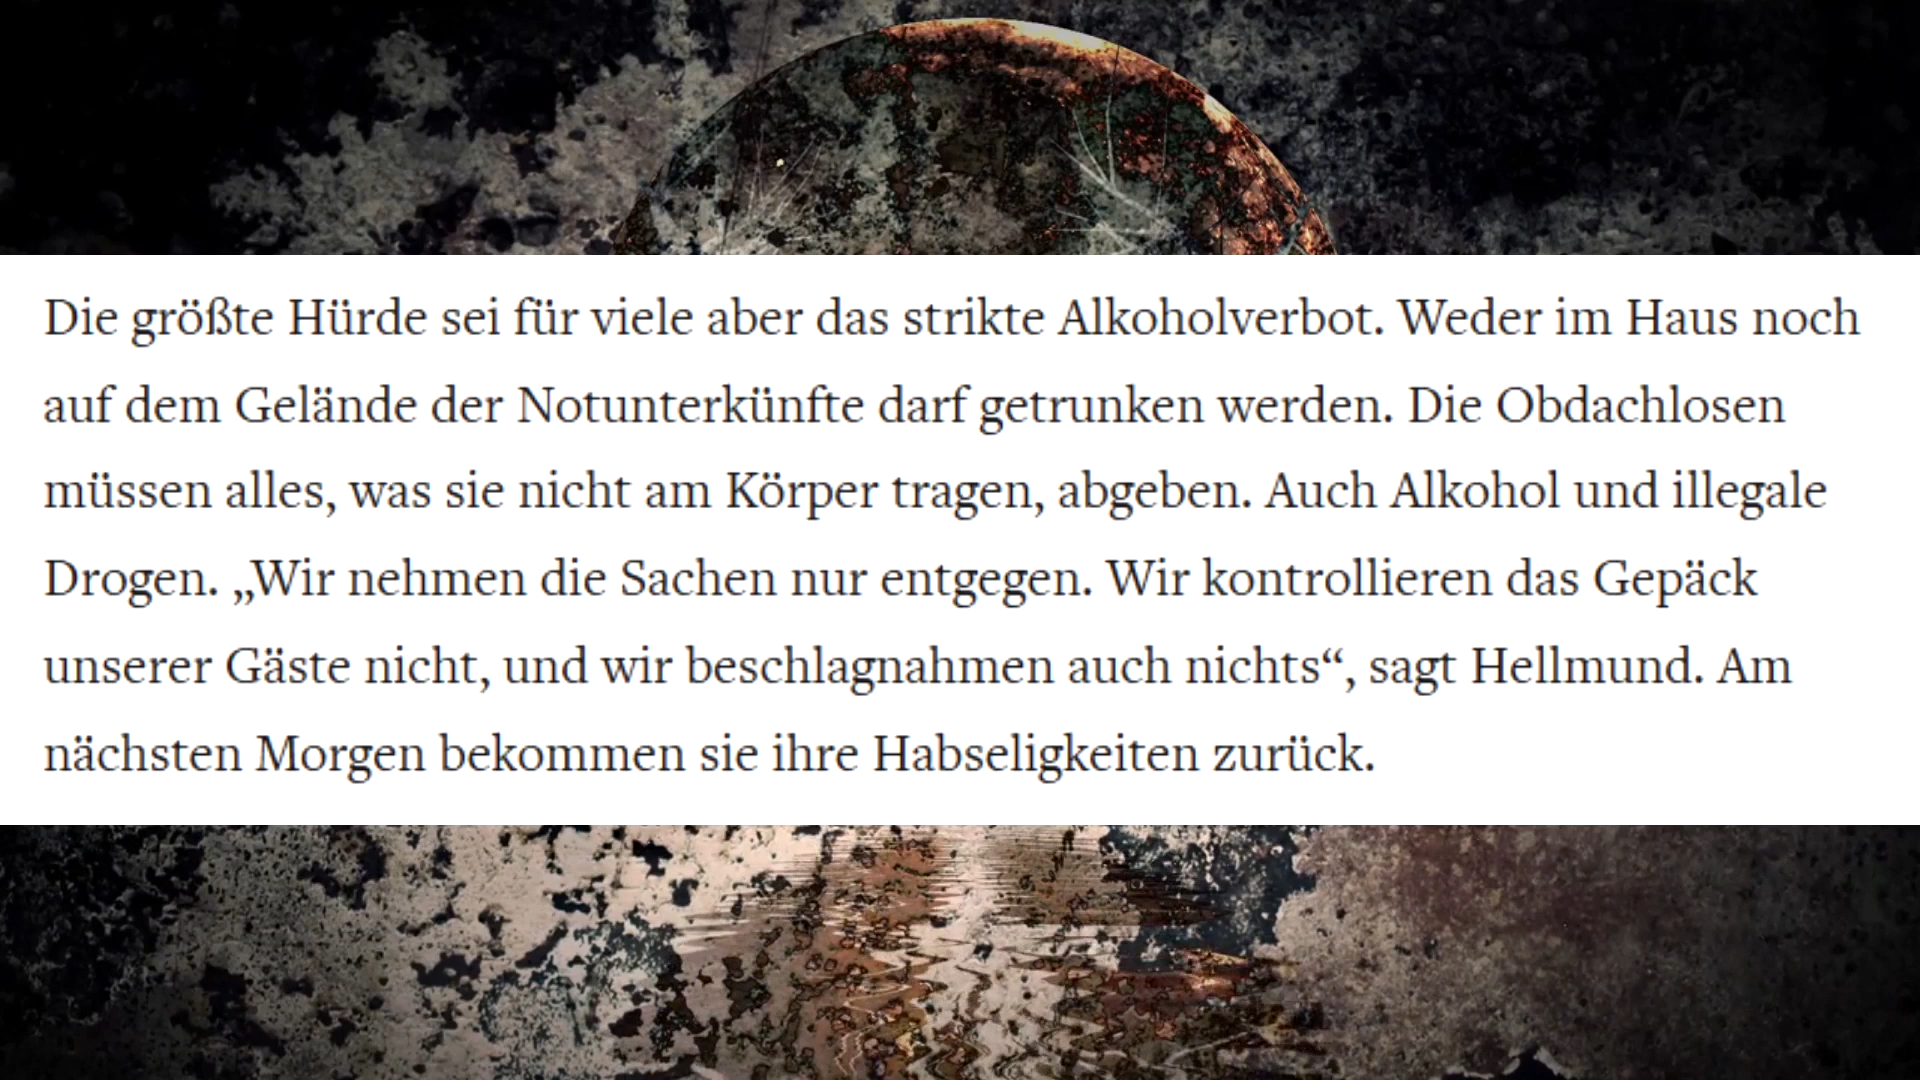 Die größte Hürde sei für viele aber das strikte Alkoholverbot. Weder im Haus noch
auf dem Gelände der Notunterkünfte darf getrunken werden. Die Obdachlosen
müssen alles, was sie nicht am Körper tragen, abgeben. Auch Alkohol und illegale
Drogen. „Wir nehmen die Sachen nur entgegen. Wir kontrollieren das Gepäck
unserer Gäste nicht, und wir beschlagnahmen auch nichts“, sagt Hellmund. Am
nächsten Morgen bekommen sie ihre Habseligkeiten zurück.